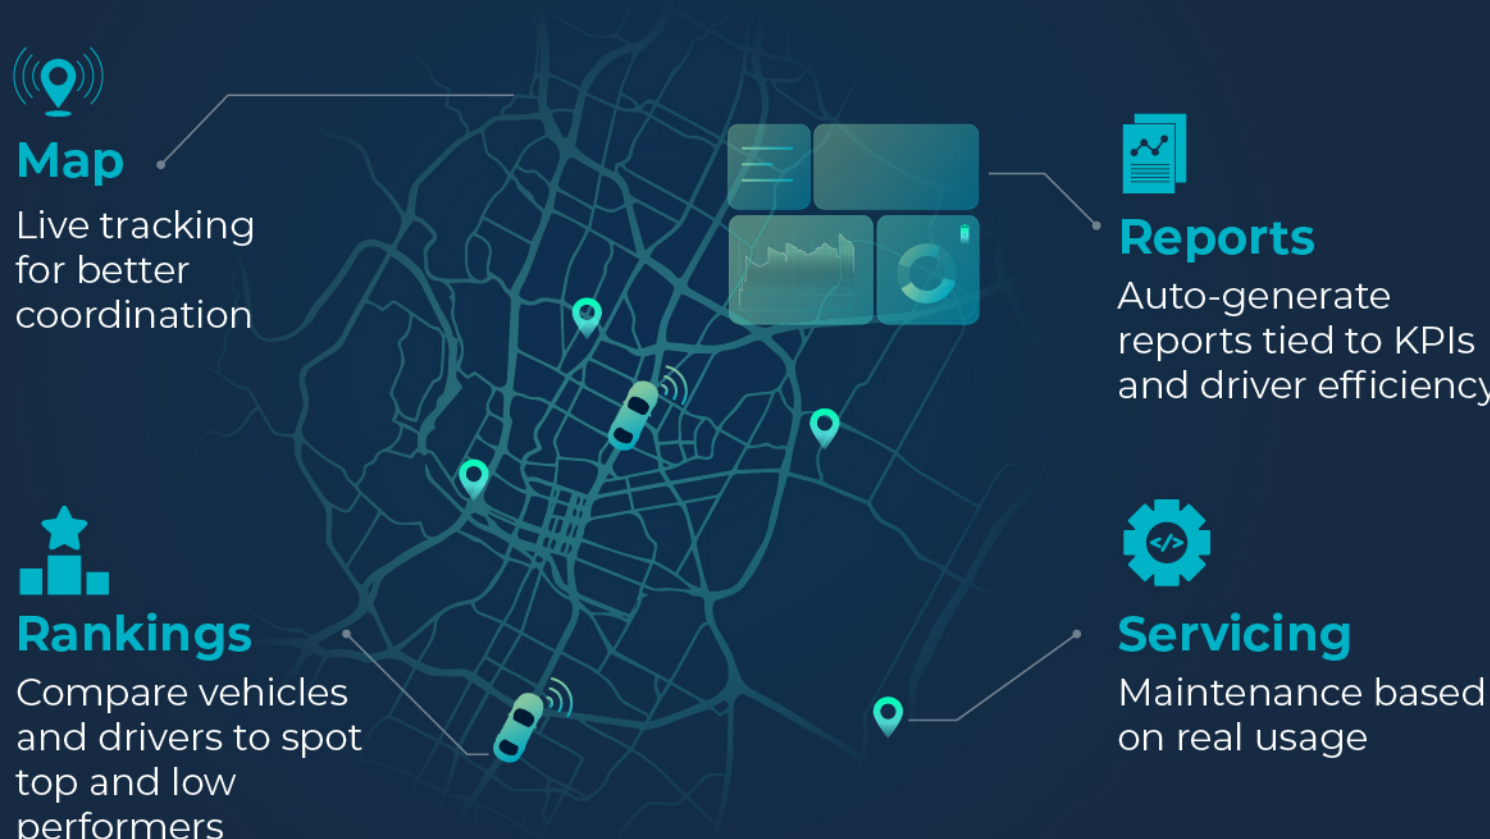 Map
Live tracking
for better
coordination
Reports
Auto-generate
reports tied to KPIs
and driver efficiency
Rankings
Compare vehicles
and drivers to spot
top and low
performers
</>
Servicing
Maintenance based
on real usage